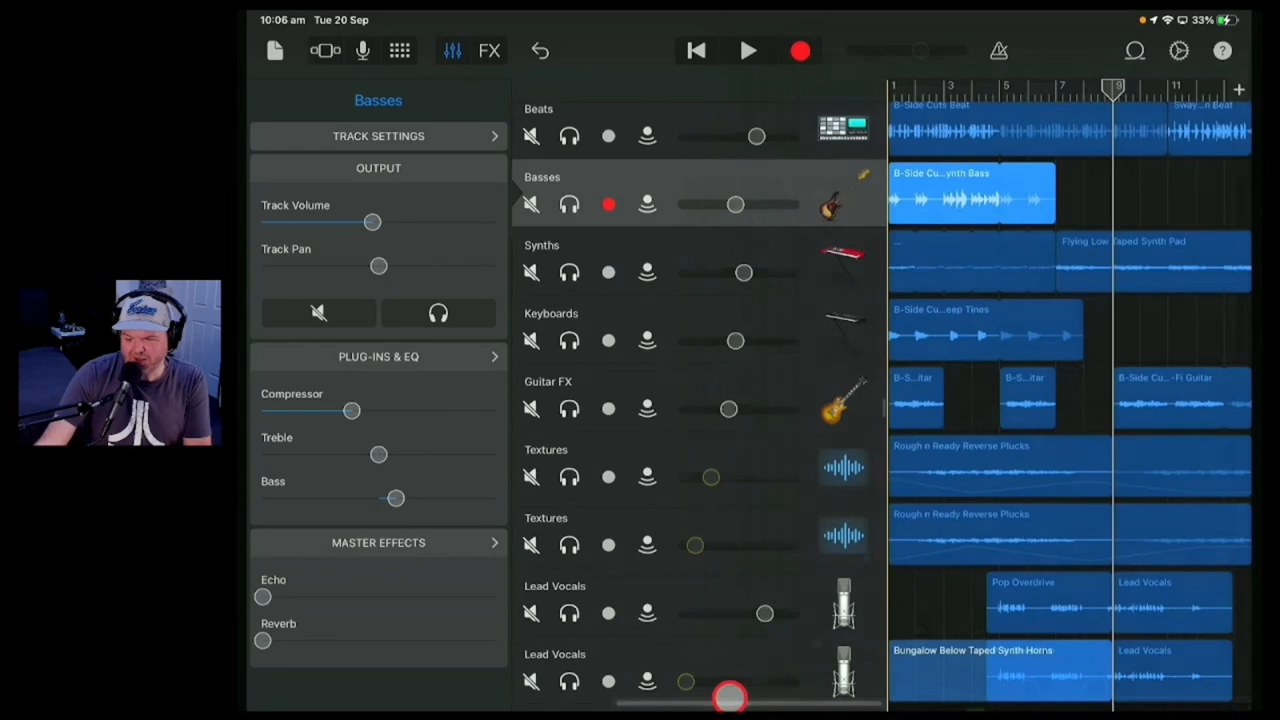 10:06 am Tue 20 Sep
33%
FX
Basses
TRACK SETTINGS
OUTPUT
Track Volume
Track Pan
PLUG-INS & EQ
Compressor
Treble
Bass
MASTER EFFECTS
Echo
Reverb
Beats
Basses
Synths
Keyboards
Guitar FX
Textures
Textures
Lead Vocals
Lead Vocals
1 3 5 7 9 11 +
B-Side Cuts Beat
Sway...n Beat
B-Side Cu...ynth Bass
...
Flying Low Taped Synth Pad
B-Side Cu...eep Tines
B-S...itar
B-S...itar
B-Side Cu...-Fi Guitar
Rough n Ready Reverse Plucks
Rough n Ready Reverse Plucks
Pop Overdrive
Lead Vocals
Bungalow Below Taped Synth Horns
Lead Vocals